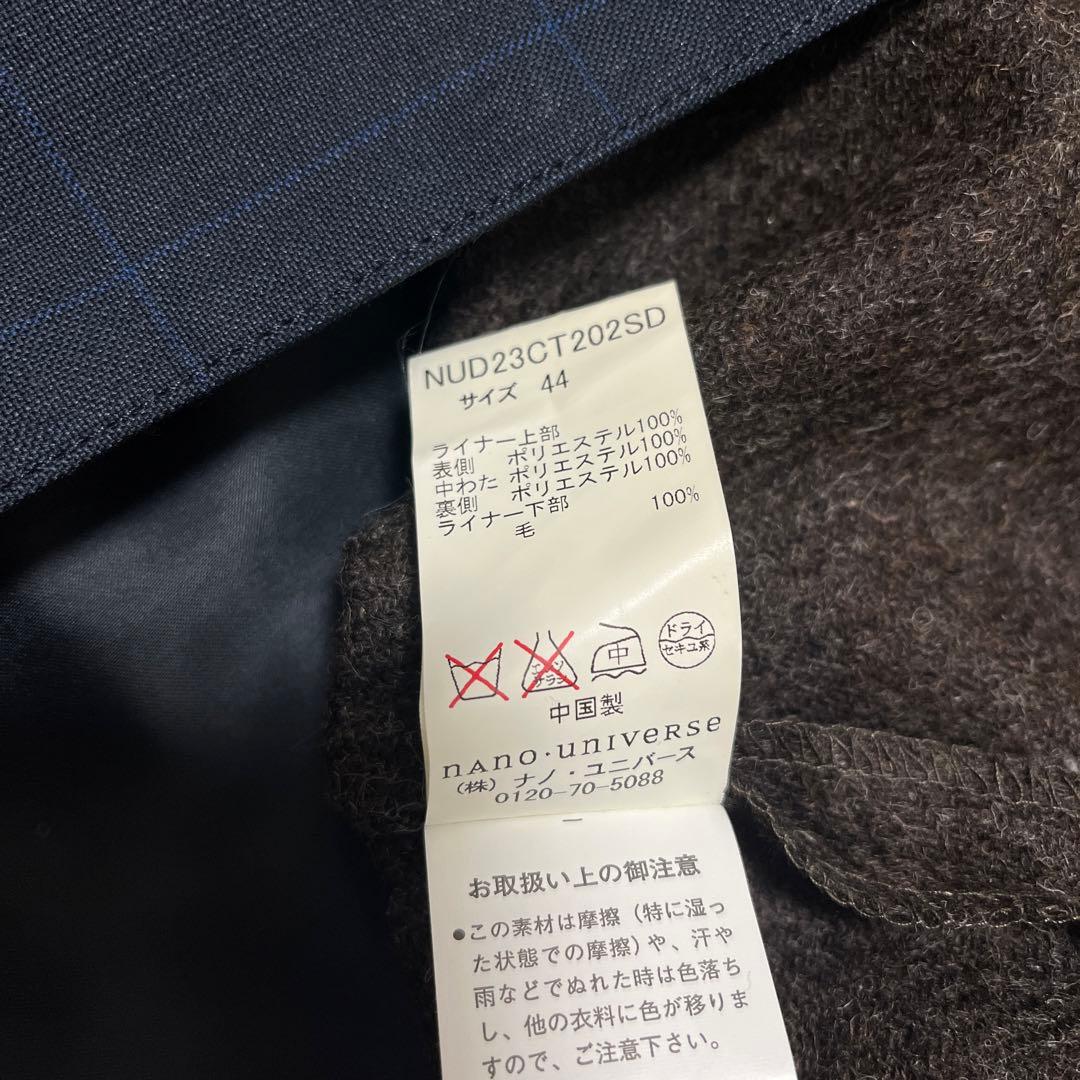 NUD23CT202SD
サイズ 44
ライナー上部
表側 ポリエステル100%
中わた ポリエステル100%
裏側 ポリエステル100%
ライナー下部
毛 100%
エンソ サラシ
中
ドライ
セキユ系
中国製
nano・universe
(株) ナノ・ユニバース
0120-70-5088
お取扱い上の御注意
●この素材は摩擦(特に湿っ
た状態での摩擦)や、汗や
雨などでぬれた時は色落ち
し、他の衣料に色が移りま
すので、ご注意下さい。